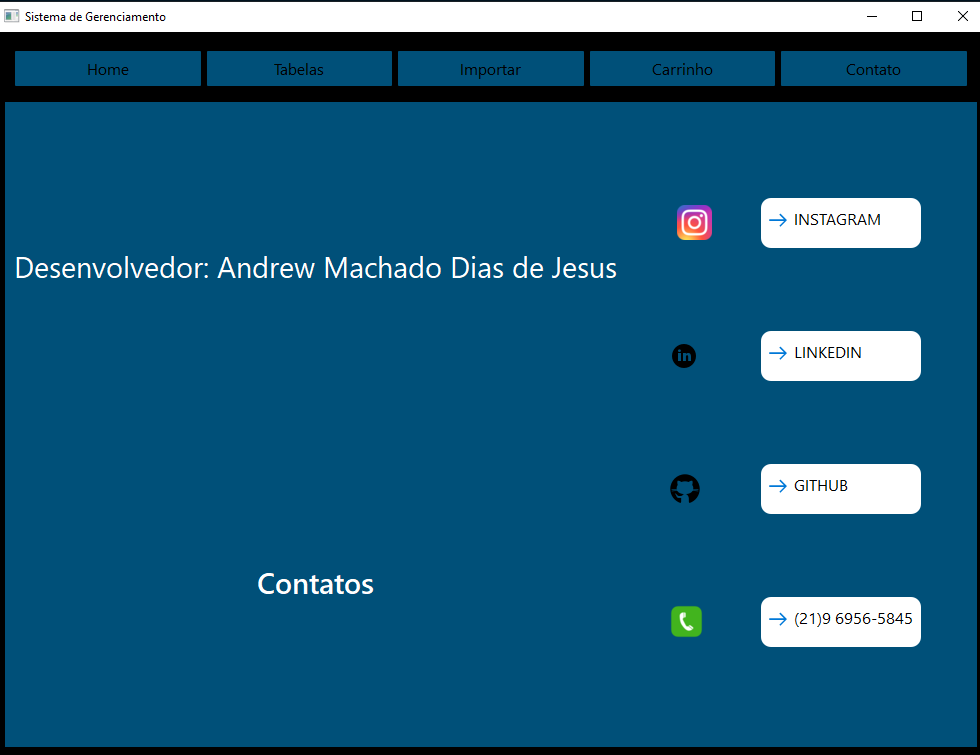 Sistema de Gerenciamento
Home Tabelas Importar Carrinho Contato
INSTAGRAM
Desenvolvedor: Andrew Machado Dias de Jesus
in LINKEDIN
GITHUB
Contatos
(21)9 6956-5845